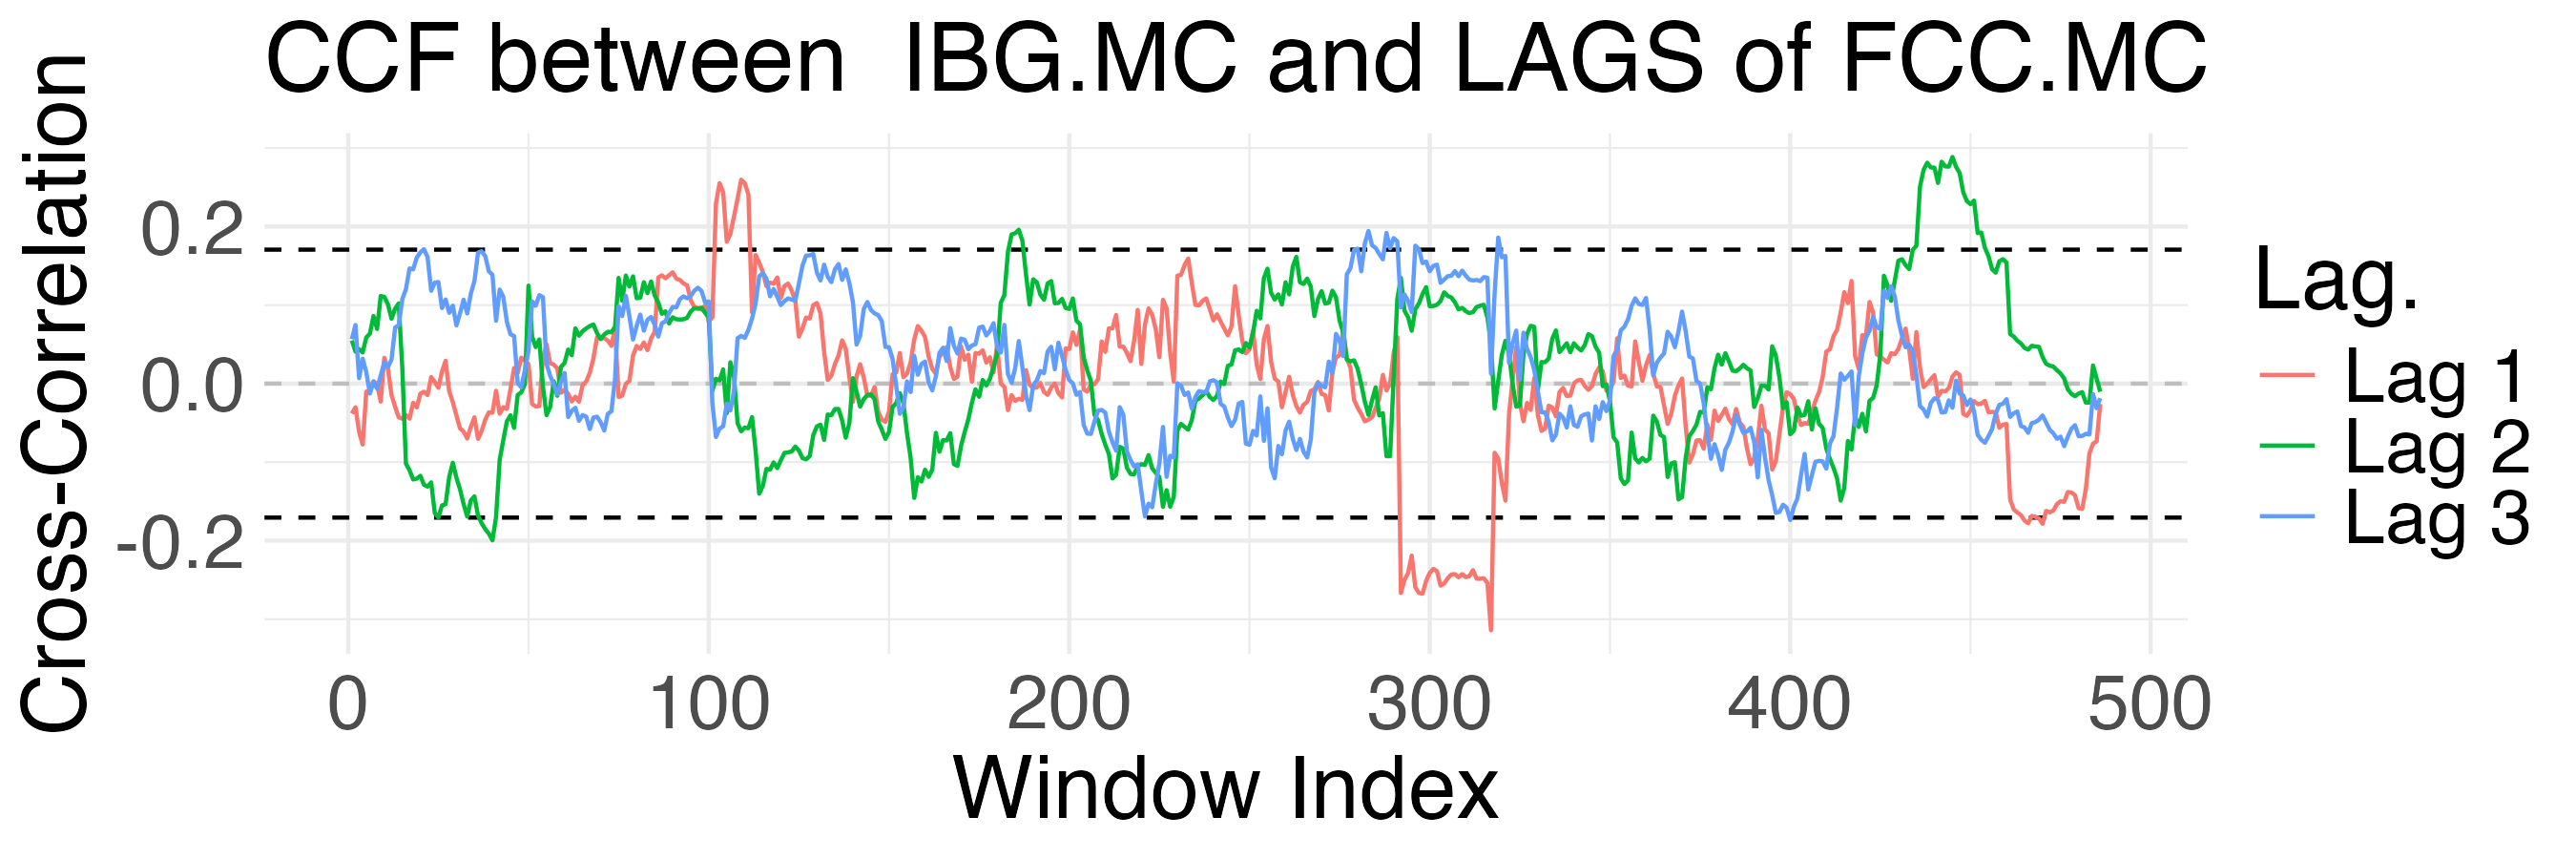 CCF between  IBG.MC and LAGS of FCC.MC
Cross-Correlation
0.2
0.0
-0.2
0 100 200 300 400 500
Window Index
Lag.
Lag 1
Lag 2
Lag 3